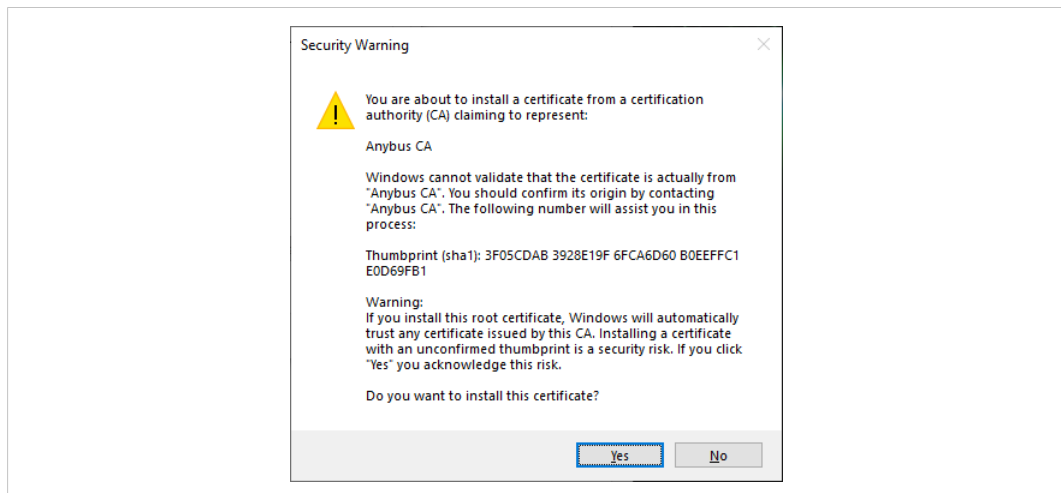 Security Warning
You are about to install a certificate from a certification
authority (CA) claiming to represent:
Anybus CA
Windows cannot validate that the certificate is actually from
"Anybus CA". You should confirm its origin by contacting
"Anybus CA". The following number will assist you in this
process:
Thumbprint (sha1): 3F05CDAB 3928E19F 6FCA6D60 B0EEFFC1
E0D69FB1
Warning:
If you install this root certificate, Windows will automatically
trust any certificate issued by this CA. Installing a certificate
with an unconfirmed thumbprint is a security risk. If you click
"Yes" you acknowledge this risk.
Do you want to install this certificate?
Yes
No